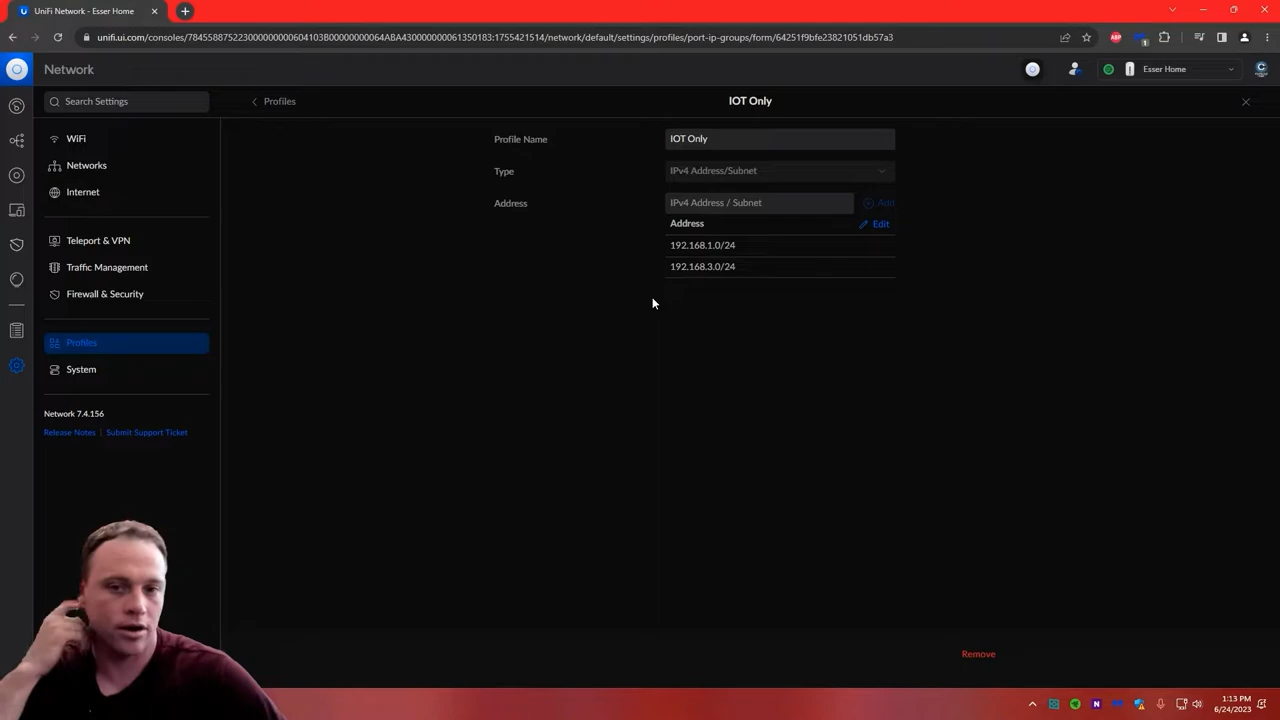 UniFi Network - Esser Home
unifi.ui.com/consoles/7845588752230000000000604103B00000000064ABA43000000061350183:1755421514/network/default/settings/profiles/port-ip-groups/form/64251f9bfe23821051db57a3
ABP
1
Network
Esser Home
Search Settings
Profiles
IOT Only
WiFi
Networks
Internet
Teleport & VPN
Traffic Management
Firewall & Security
Profiles
System
Network 7.4.156
Release Notes | Submit Support Ticket
Profile Name
IOT Only
Type
IPv4 Address/Subnet
Address
IPv4 Address / Subnet
Add
Address
Edit
192.168.1.0/24
192.168.3.0/24
Remove
1:13 PM
6/24/2023